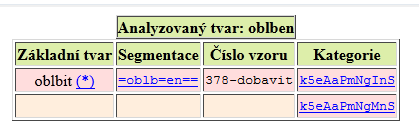 Analyzovaný tvar: oblben
Základní tvar Segmentace Číslo vzoru Kategorie
oblbit (*) =oblb=en== 378-dobavit k5eAaPmNgInS
k5eAaPmNgMnS